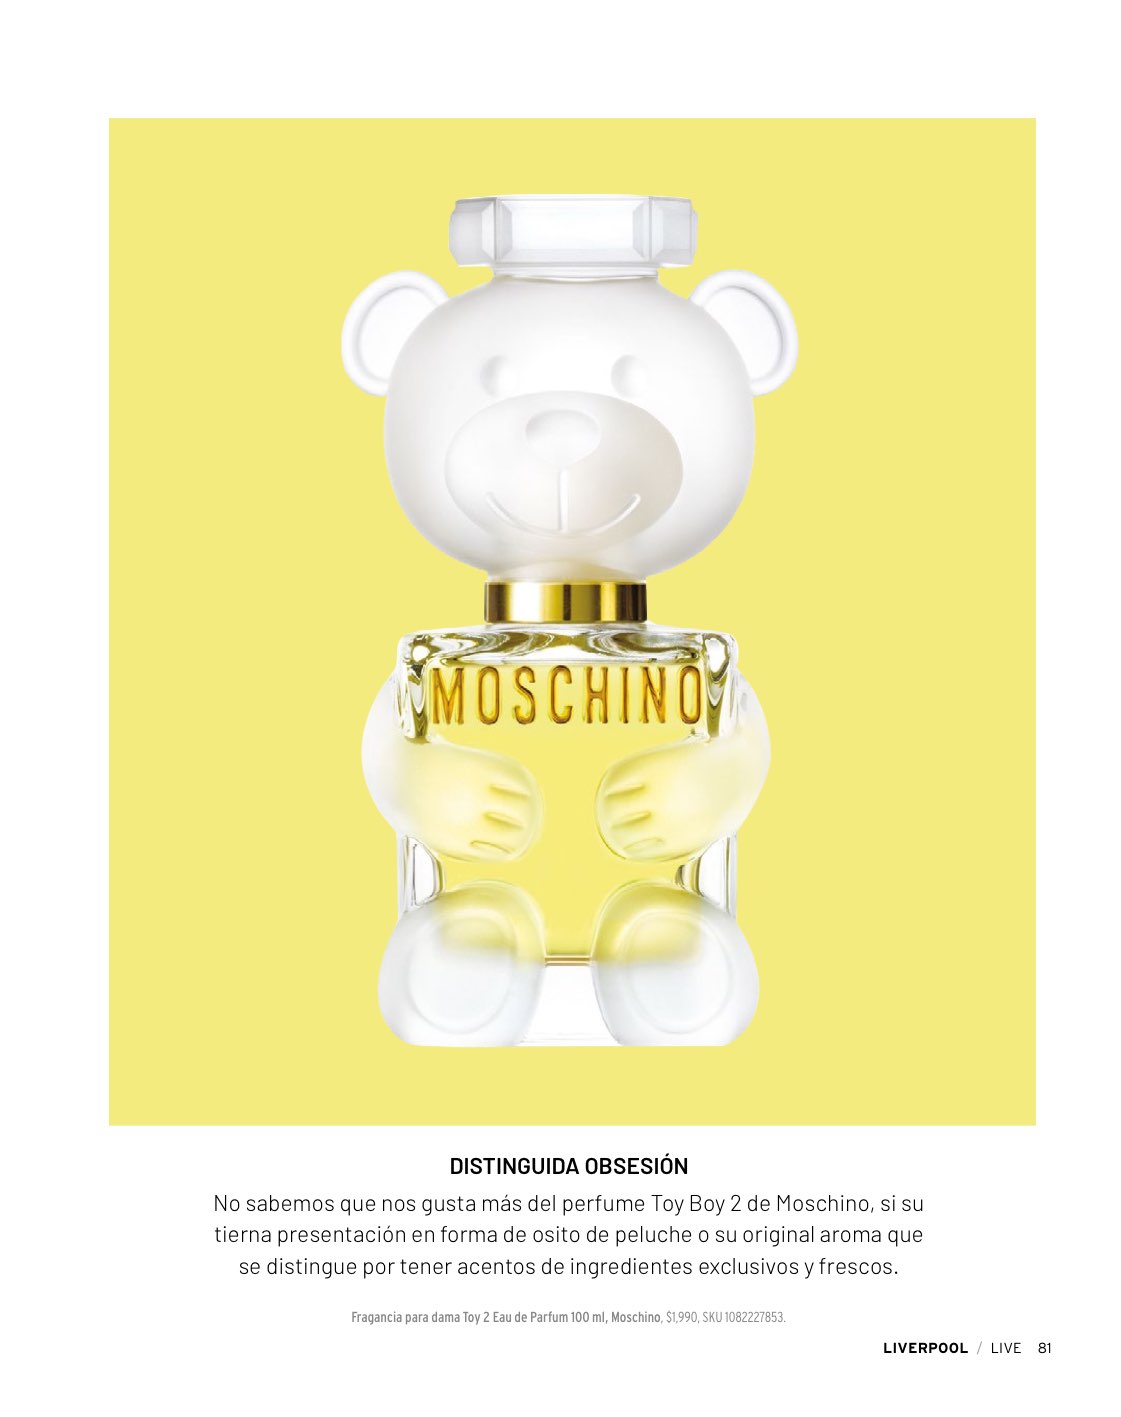 MOSCHINO
DISTINGUIDA OBSESIÓN
No sabemos que nos gusta más del perfume Toy Boy 2 de Moschino, si su
tierna presentación en forma de osito de peluche o su original aroma que
se distingue por tener acentos de ingredientes exclusivos y frescos.
Fragancia para dama Toy 2 Eau de Parfum 100 ml, Moschino, $1,990, SKU 1082227853.
LIVERPOOL / LIVE 81